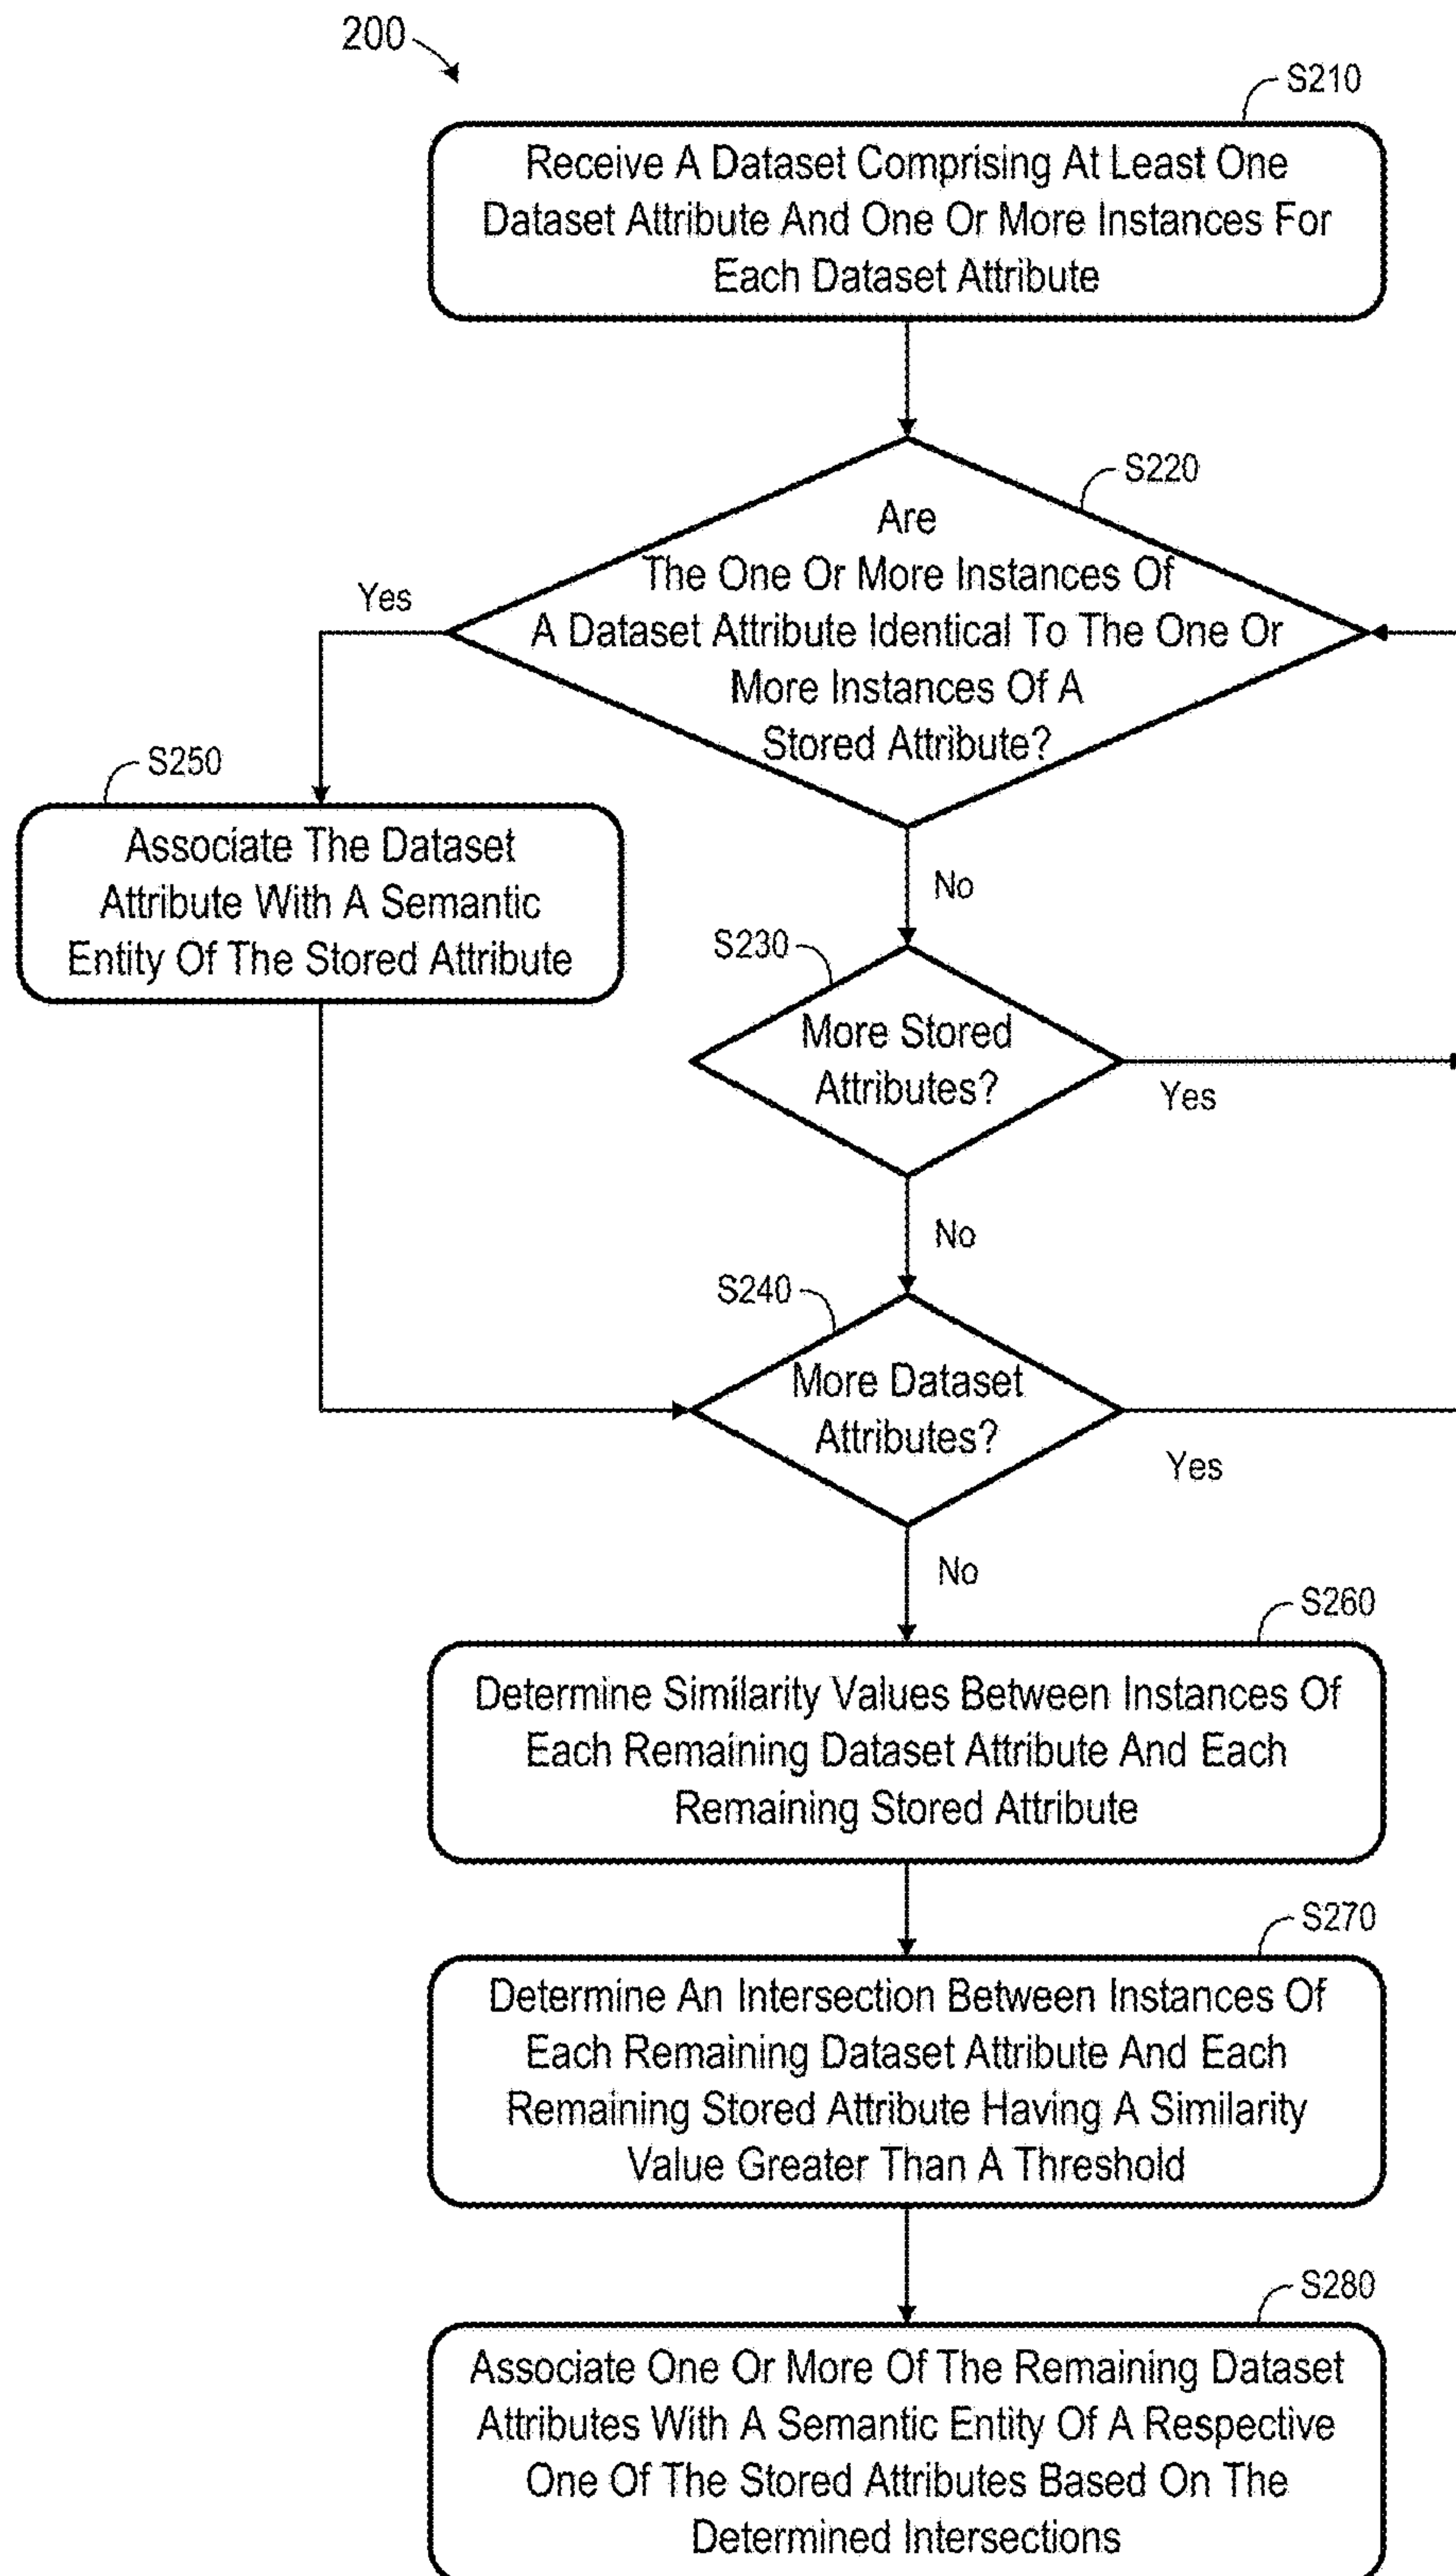 200
S210
Receive A Dataset Comprising At Least One
Dataset Attribute And One Or More Instances For
Each Dataset Attribute
S220
Are
The One Or More Instances Of
A Dataset Attribute Identical To The One Or
More Instances Of A
Stored Attribute?
Yes
S250
Associate The Dataset
Attribute With A Semantic
Entity Of The Stored Attribute
No
S230
More Stored
Attributes?
Yes
No
S240
More Dataset
Attributes?
Yes
No
S260
Determine Similarity Values Between Instances Of
Each Remaining Dataset Attribute And Each
Remaining Stored Attribute
S270
Determine An Intersection Between Instances Of
Each Remaining Dataset Attribute And Each
Remaining Stored Attribute Having A Similarity
Value Greater Than A Threshold
S280
Associate One Or More Of The Remaining Dataset
Attributes With A Semantic Entity Of A Respective
One Of The Stored Attributes Based On The
Determined Intersections